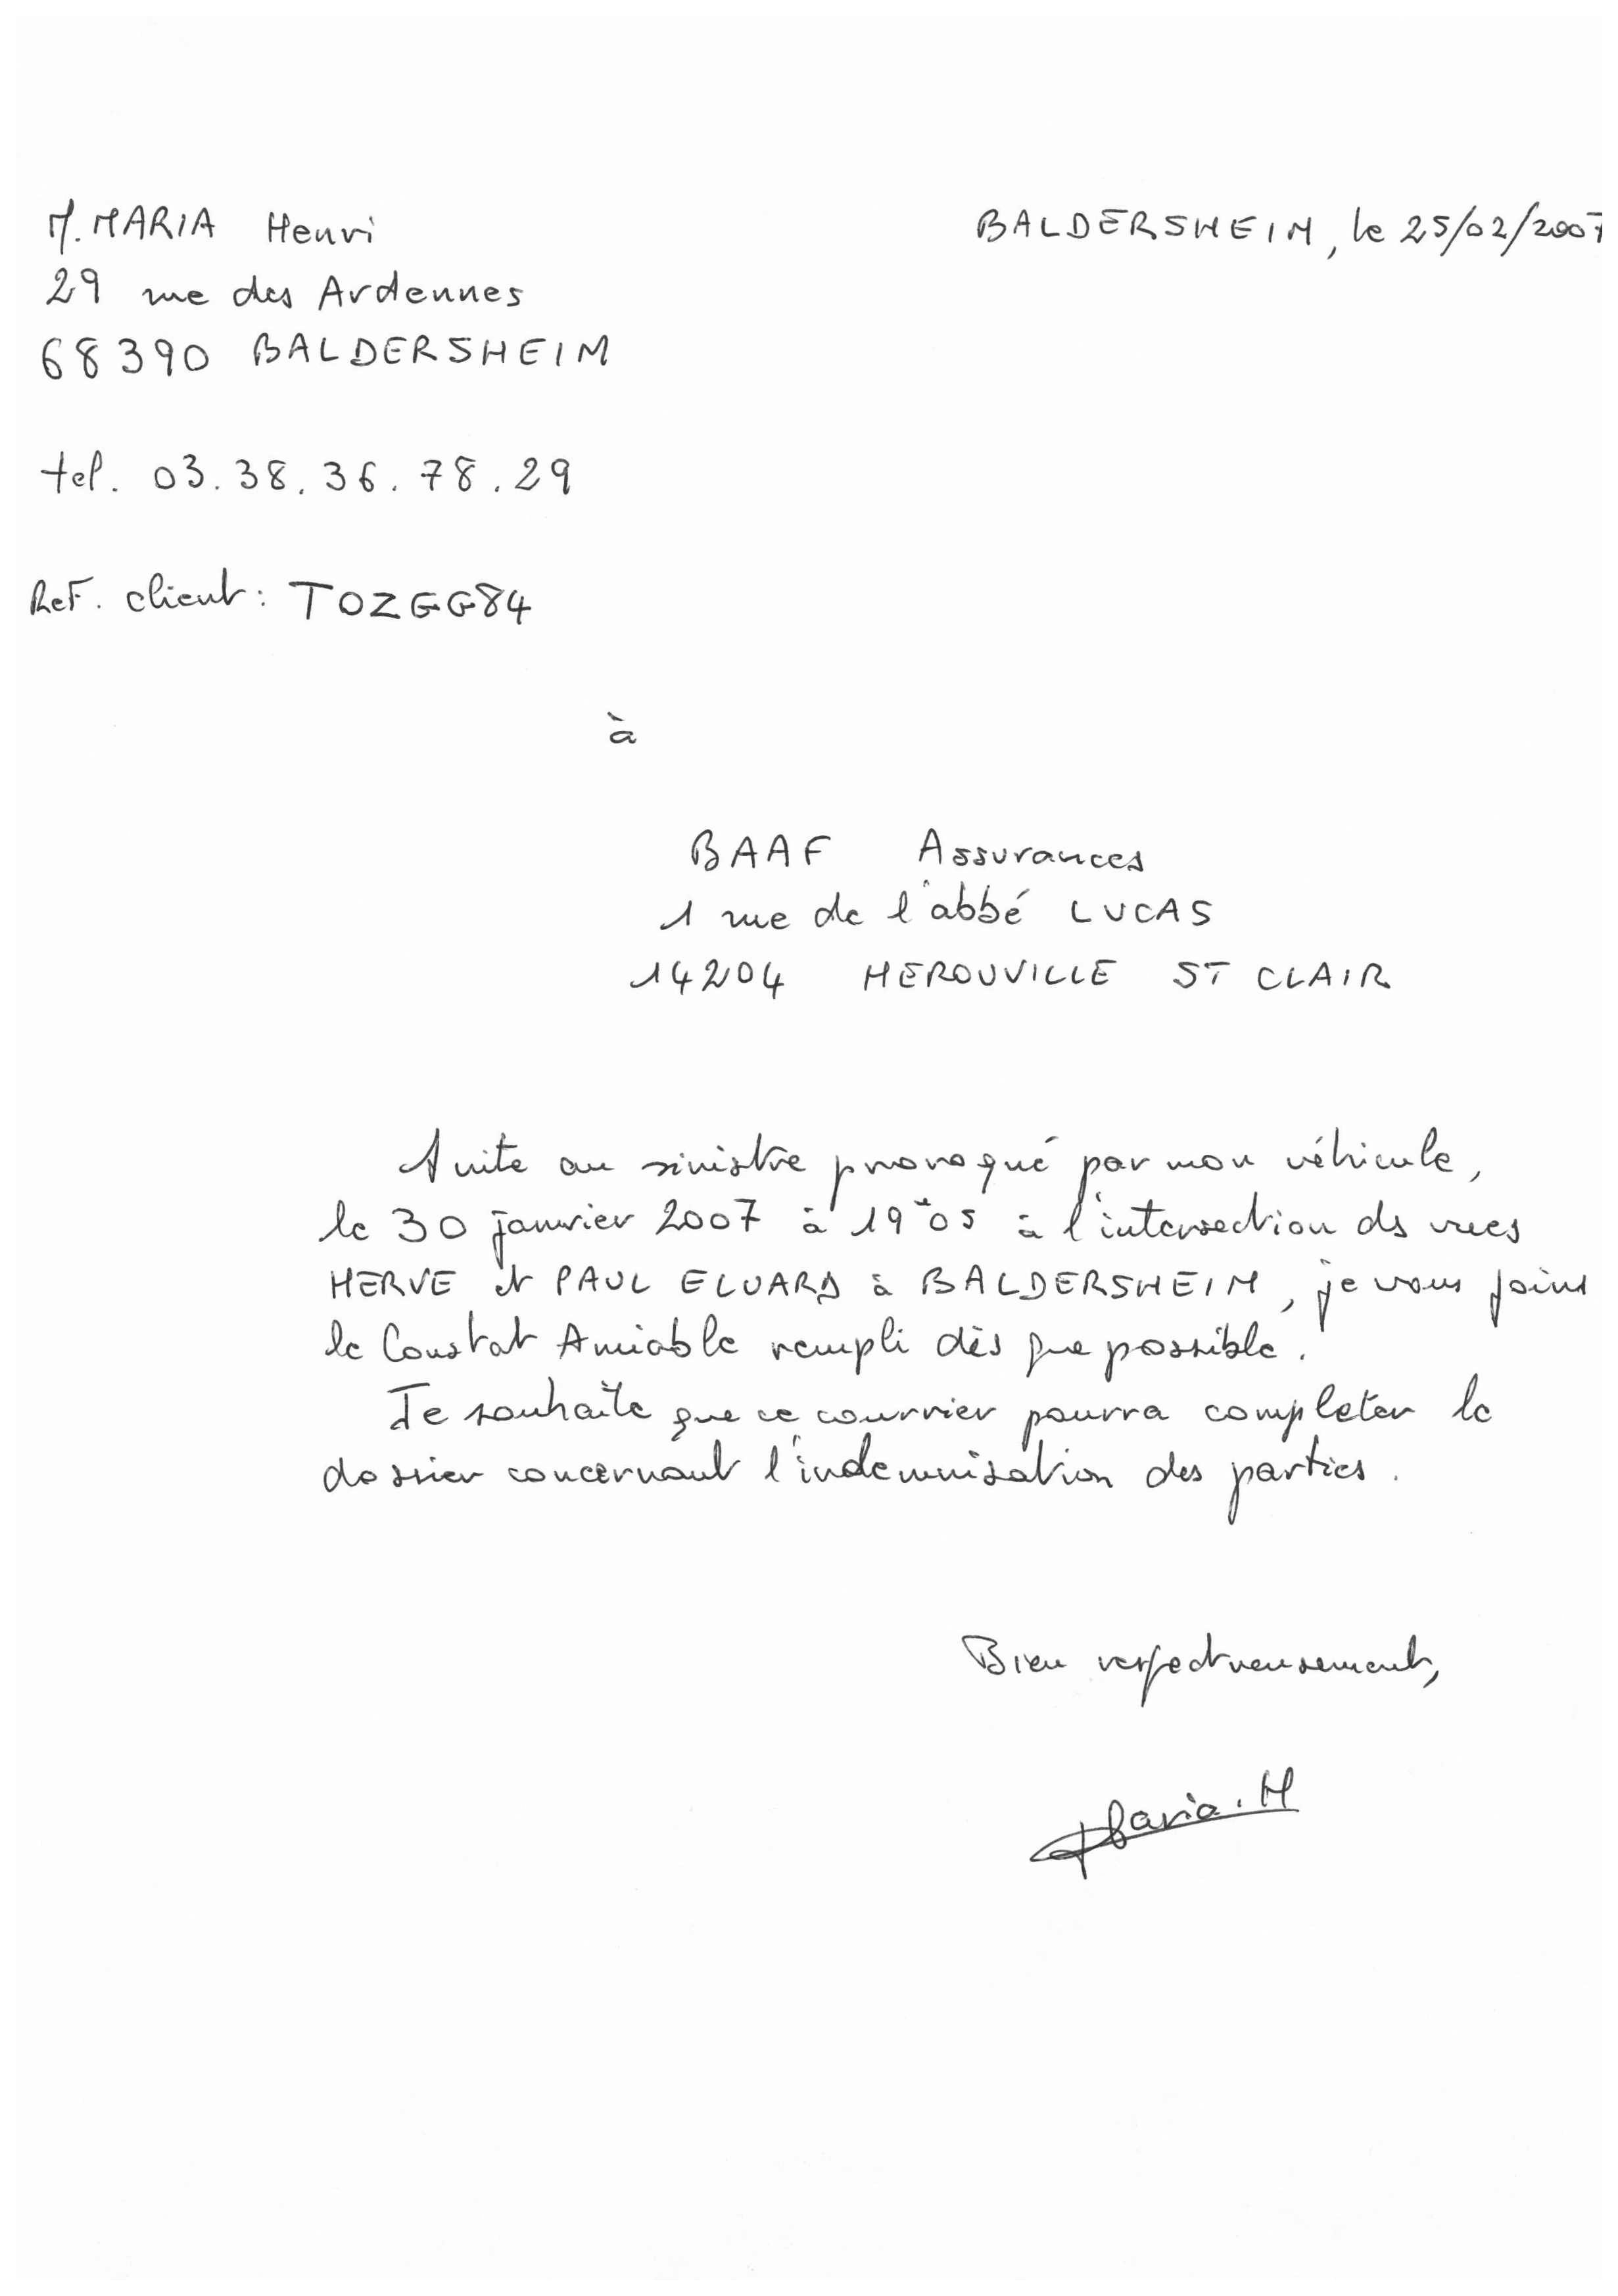 M. MARIA Henri
BALDERSHEIM, le 25/02/2007
29 rue des Ardennes
68390 BALDERSHEIM
tel. 03.38.36.78.29
Ref. client : TOZGG84
à
BAAF Assurances
1 rue de l'abbé LUCAS
14204 HEROUVILLE ST CLAIR
Suite au sinistre provoqué par mon véhicule,
le 30 janvier 2007 à 19H05 à l'intersection ds rues
HERVE et PAUL ELUARD à BALDERSHEIM, je vous joins
le Constat Amiable rempli dès que possible.
Je souhaite que ce courrier pourra completer le
dossier concernant l'indemnisation des parties.
Bien respectueusement,
Maria.H